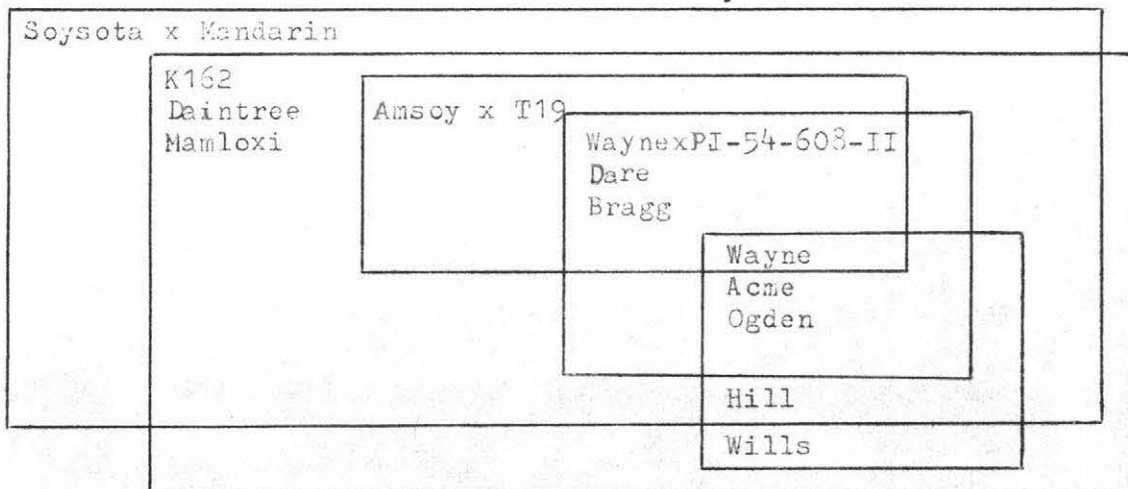 Soysota x Mandarin
K162
Daintree
Mamloxi
Amsoy x T19
WaynexPI-54-608-II
Dare
Bragg
Wayne
Acme
Ogden
Hill
Wills